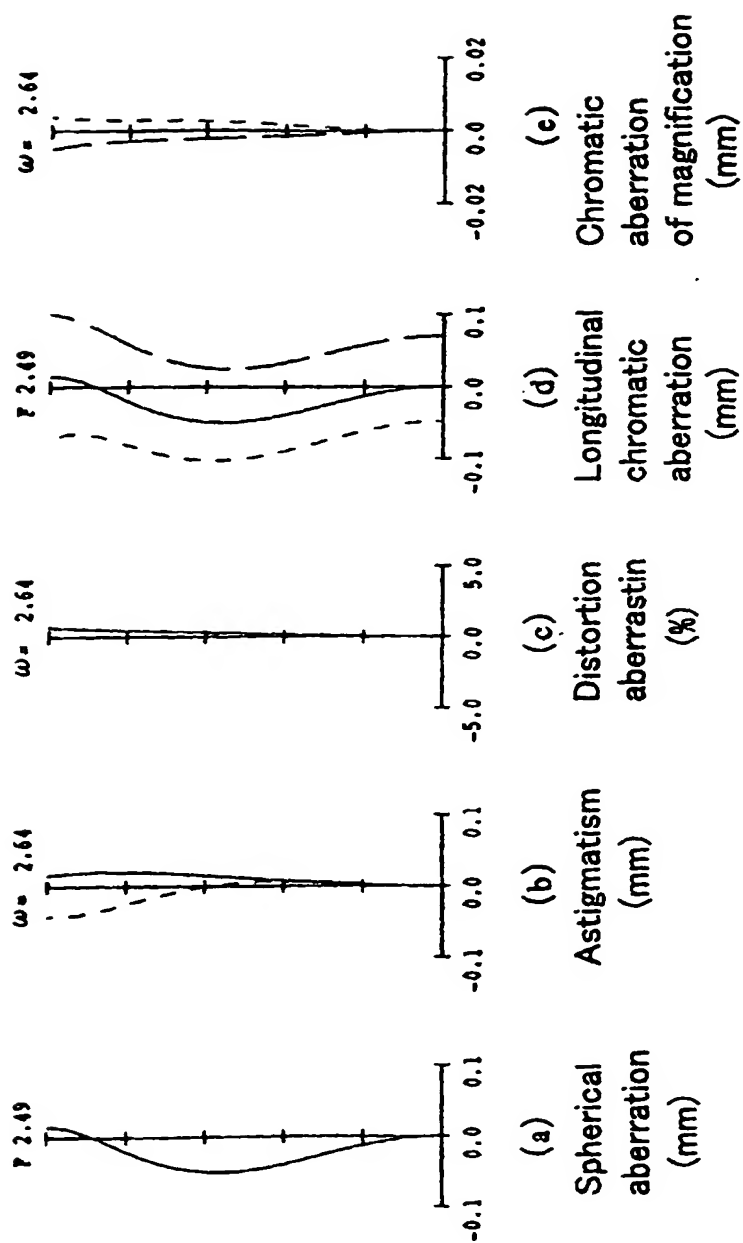 F 2.49
-0.1 0.0 0.1
(a)
Spherical
aberration
(mm)
ω= 2.64
-0.1 0.0 0.1
(b)
Astigmatism
(mm)
ω= 2.64
-5.0 0.0 5.0
(c)
Distortion
aberrastin
(%)
F 2.49
-0.1 0.0 0.1
(d)
Longitudinal
chromatic
aberration
(mm)
ω= 2.64
-0.02 0.0 0.02
(e)
Chromatic
aberration
of magnification
(mm)